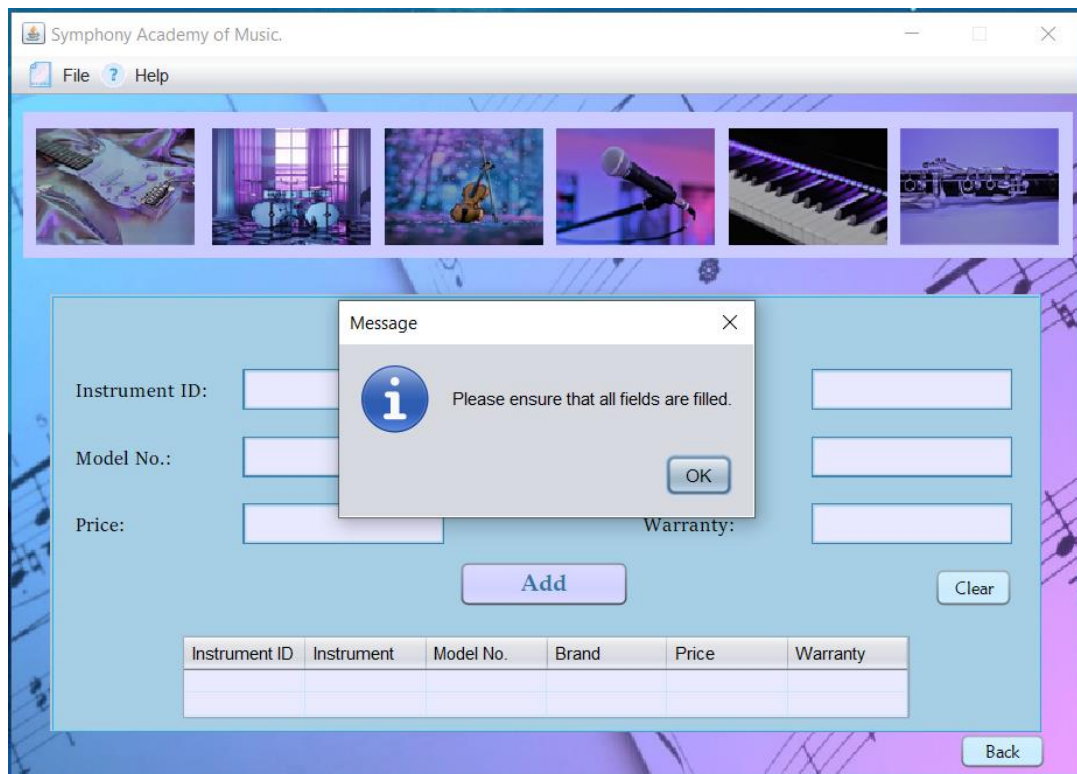 Symphony Academy of Music.
File ? Help
Message
Please ensure that all fields are filled.
OK
Instrument ID:
Model No.:
Price:
Warranty:
Add
Clear
Instrument ID Instrument Model No. Brand Price Warranty
Back